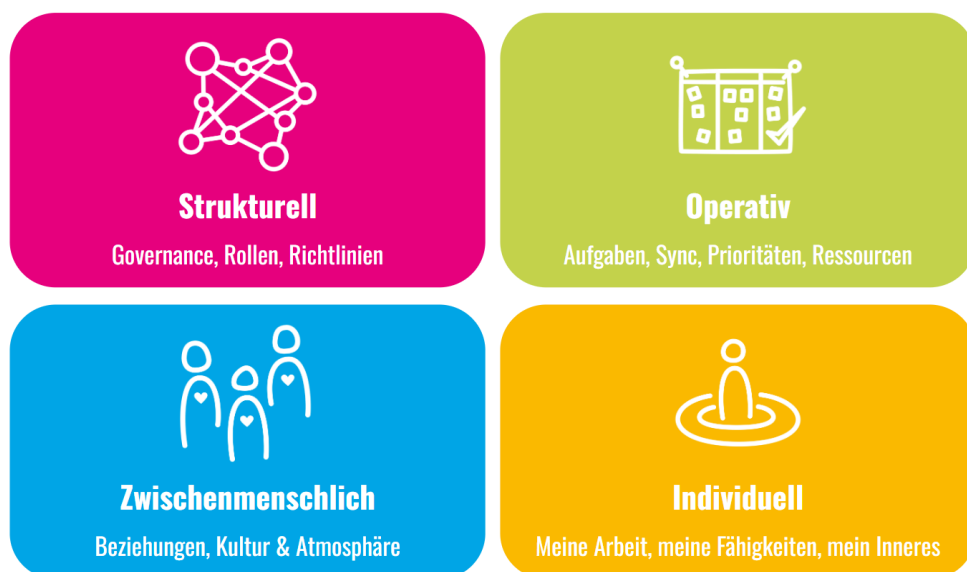 Strukturell
Governance, Rollen, Richtlinien
Operativ
Aufgaben, Sync, Prioritäten, Ressourcen
Zwischenmenschlich
Beziehungen, Kultur & Atmosphäre
Individuell
Meine Arbeit, meine Fähigkeiten, mein Inneres